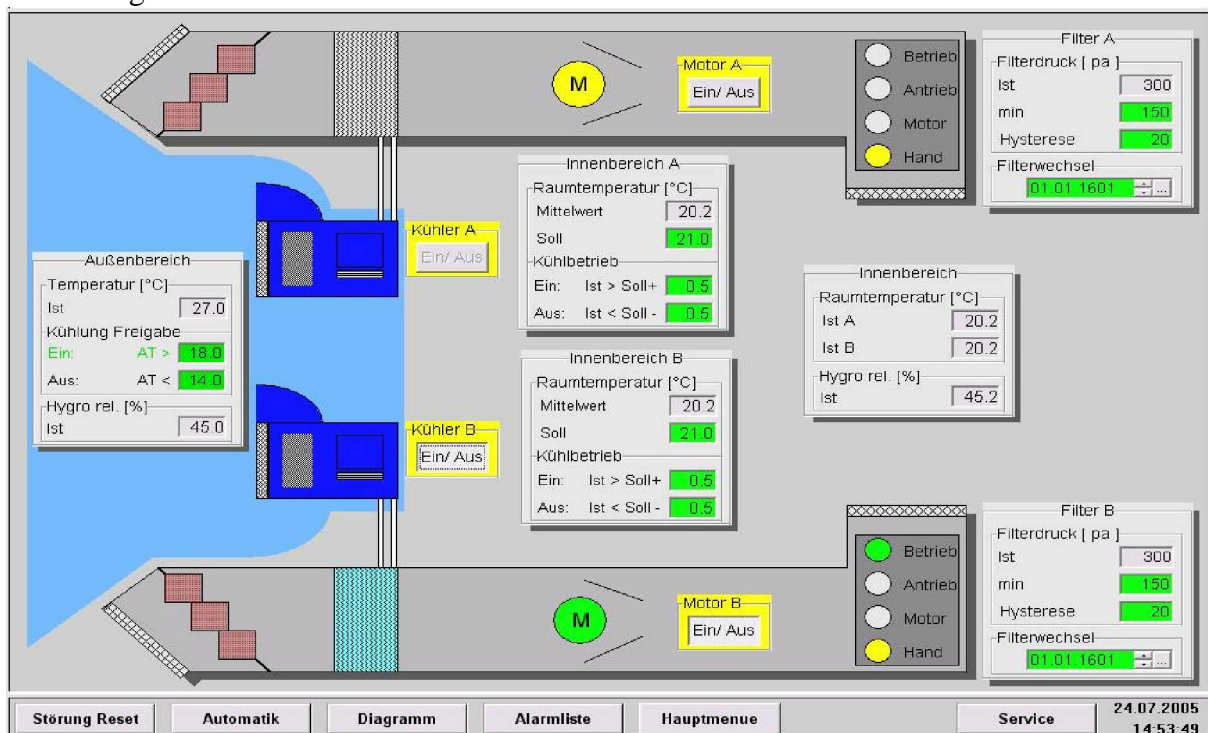 Motor A
Ein/ Aus
M
Betrieb
Antrieb
Motor
Hand
Filter A
Filterdruck [ pa ]
Ist 300
min 150
Hysterese 20
Filterwechsel
01.01.1601 ...
Innenbereich A
Raumtemperatur [°C]
Mittelwert 20.2
Soll 21.0
Kühlbetrieb
Ein: Ist > Soll+ 0.5
Aus: Ist < Soll - 0.5
Kühler A
Ein/ Aus
Außenbereich
Temperatur [°C]
Ist 27.0
Kühlung Freigabe
Ein: AT > 18.0
Aus: AT < 14.0
Hygro rel. [%]
Ist 45.0
Innenbereich
Raumtemperatur [°C]
Ist A 20.2
Ist B 20.2
Hygro rel. [%]
Ist 45.2
Innenbereich B
Raumtemperatur [°C]
Mittelwert 20.2
Soll 21.0
Kühlbetrieb
Ein: Ist > Soll+ 0.5
Aus: Ist < Soll - 0.5
Kühler B
Ein/ Aus
Motor B
Ein/ Aus
M
Betrieb
Antrieb
Motor
Hand
Filter B
Filterdruck [ pa ]
Ist 300
min 150
Hysterese 20
Filterwechsel
01.01.1601 ...
Störung Reset Automatik Diagramm Alarmliste Hauptmenue Service
24.07.2005
14:53:49